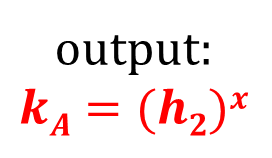 output:
k_A = (h_2)^x